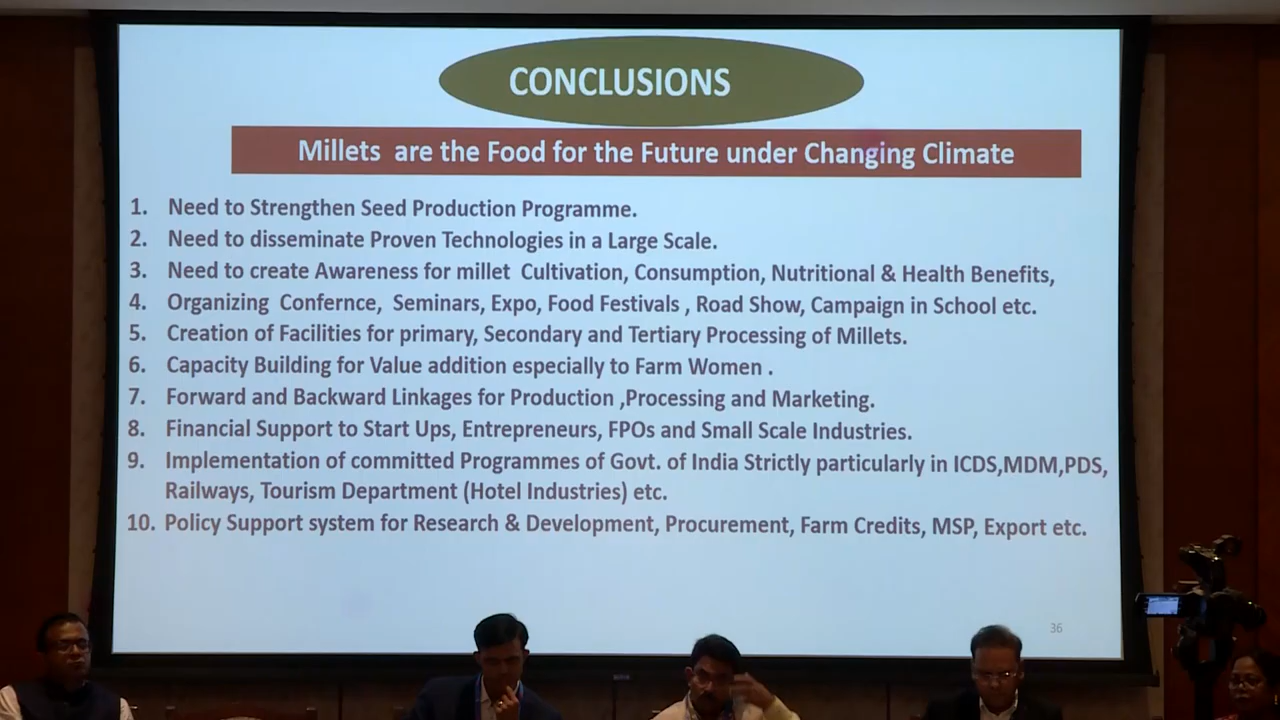 CONCLUSIONS
Millets are the Food for the Future under Changing Climate
1. Need to Strengthen Seed Production Programme.
2. Need to disseminate Proven Technologies in a Large Scale.
3. Need to create Awareness for millet Cultivation, Consumption, Nutritional & Health Benefits,
4. Organizing Confernce, Seminars, Expo, Food Festivals , Road Show, Campaign in School etc.
5. Creation of Facilities for primary, Secondary and Tertiary Processing of Millets.
6. Capacity Building for Value addition especially to Farm Women .
7. Forward and Backward Linkages for Production ,Processing and Marketing.
8. Financial Support to Start Ups, Entrepreneurs, FPOs and Small Scale Industries.
9. Implementation of committed Programmes of Govt. of India Strictly particularly in ICDS,MDM,PDS,
Railways, Tourism Department (Hotel Industries) etc.
10. Policy Support system for Research & Development, Procurement, Farm Credits, MSP, Export etc.
36